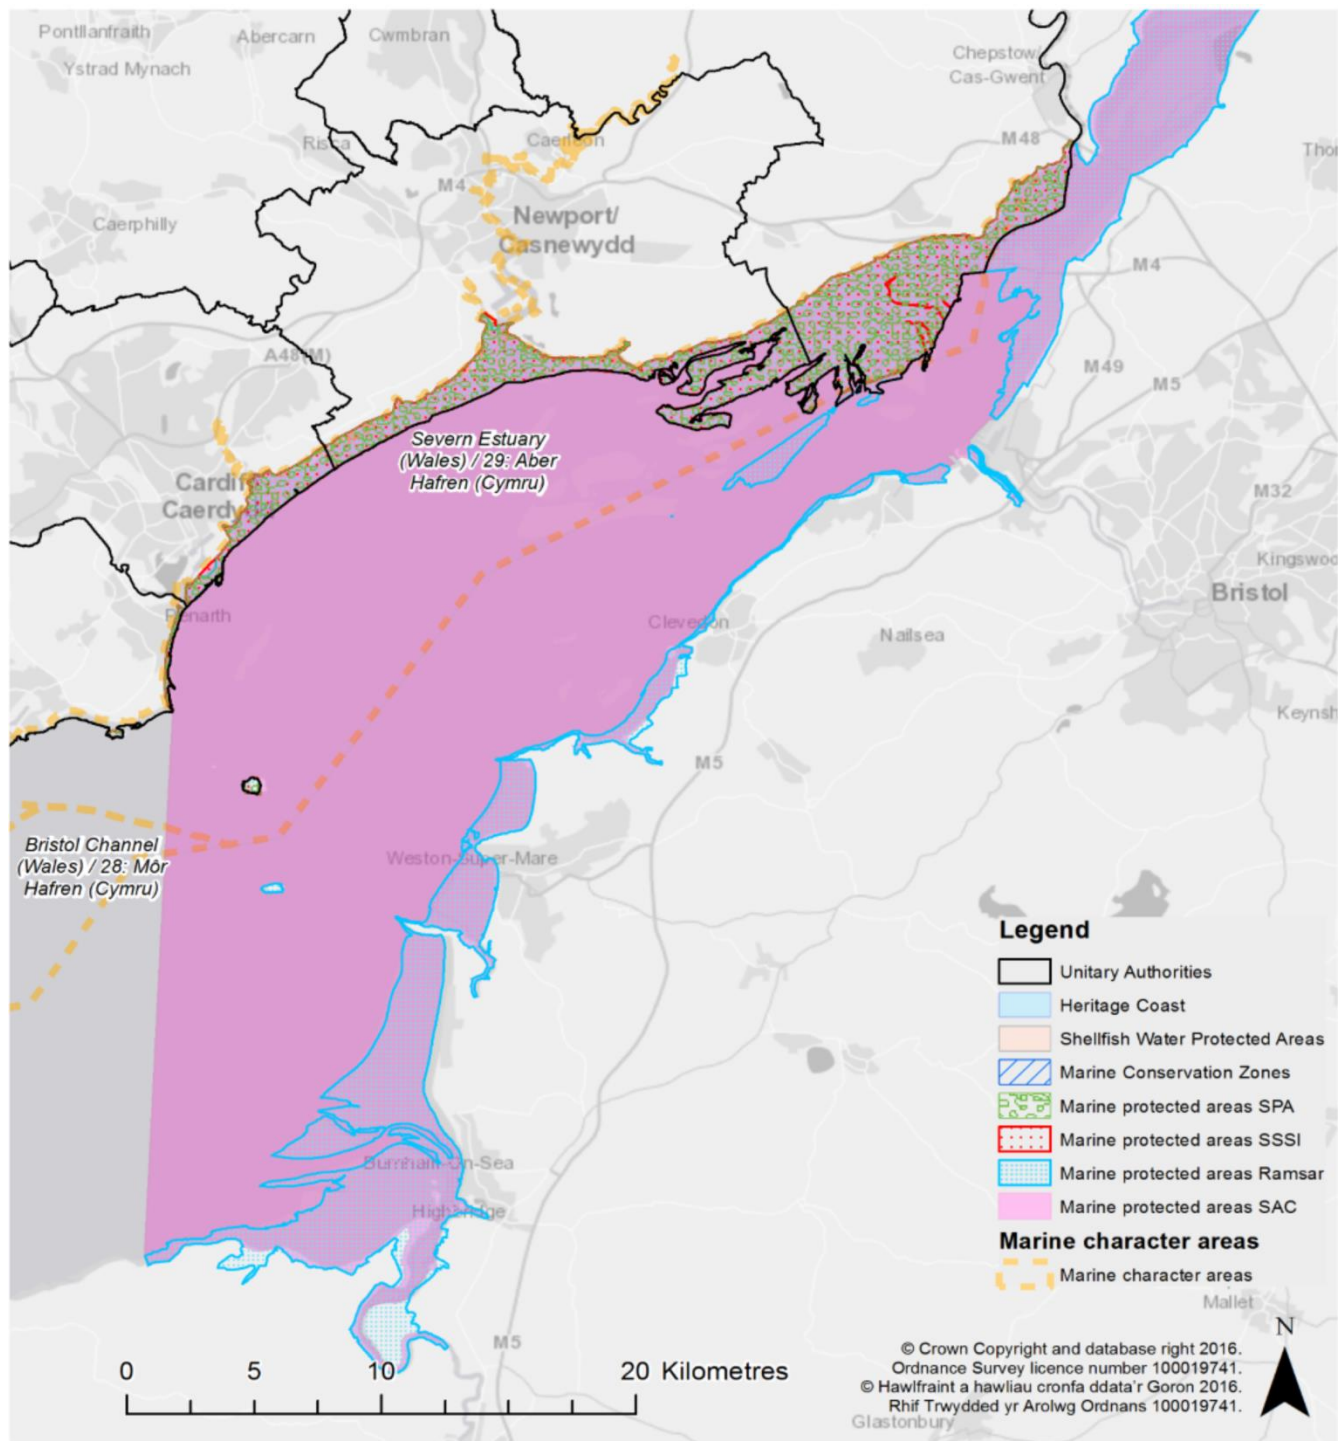 Pontllanfraith
Abercarn
Cwmbran
Ystrad Mynach
Chepstow/
Cas-Gwent
Risca
Caerleon
M48
M4
Caerphilly
Newport/
Casnewydd
M4
A48(M)
M49
M5
Severn Estuary
(Wales) / 29: Aber
Hafren (Cymru)
Cardiff
M32
Kingswoo
Bristol
Penarth
Clevedon
Nailsea
Keynsh
M5
Bristol Channel
(Wales) / 28: Môr
Hafren (Cymru)
Weston-Super-Mare
Legend
Unitary Authorities
Heritage Coast
Shellfish Water Protected Areas
Marine Conservation Zones
Marine protected areas SPA
Marine protected areas SSSI
Marine protected areas Ramsar
Marine protected areas SAC
Marine character areas
Marine character areas
Burnham-On-Sea
Highbridge
Mallet
M5
N
0 5 10 20 Kilometres
© Crown Copyright and database right 2016.
Ordnance Survey licence number 100019741.
© Hawlfraint a hawliau cronfa ddata'r Goron 2016.
Rhif Trwydded yr Arolwg Ordnans 100019741.
Glastonbury